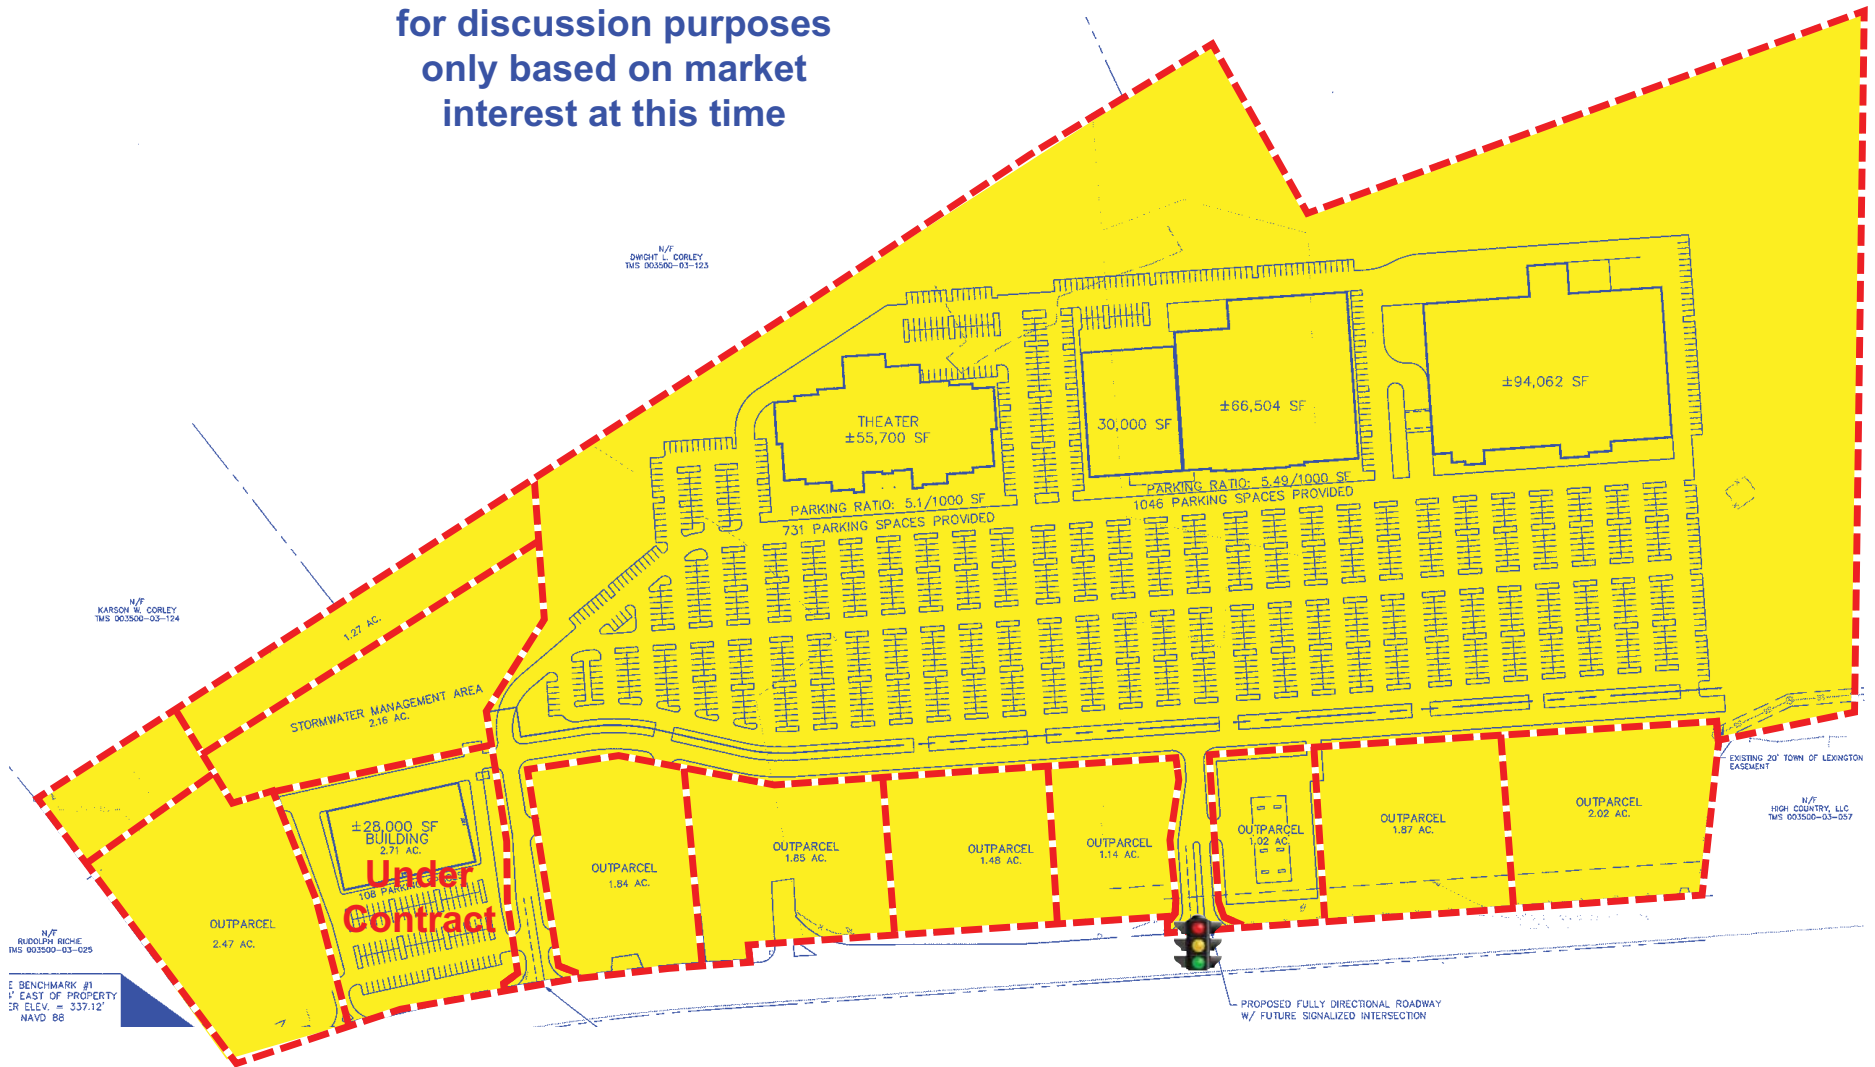 for discussion purposes
only based on market
interest at this time
N/F
DWIGHT L. CORLEY
TMS 003500-03-123
±94,062 SF
±66,504 SF
30,000 SF
THEATER
±55,700 SF
PARKING RATIO: 5.49/1000 SF
1046 PARKING SPACES PROVIDED
PARKING RATIO: 5.1/1000 SF
731 PARKING SPACES PROVIDED
N/F
KARSON W. CORLEY
TMS 003500-03-124
1.27 AC.
STORMWATER MANAGEMENT AREA
2.16 AC.
EXISTING 20' TOWN OF LEXINGTON
EASEMENT
N/F
HIGH COUNTRY, LLC
TMS 003500-03-057
±28,000 SF
BUILDING
2.71 AC.
108 PARKING
Under
Contract
OUTPARCEL
2.47 AC.
OUTPARCEL
1.84 AC.
OUTPARCEL
1.85 AC.
OUTPARCEL
1.48 AC.
OUTPARCEL
1.14 AC.
OUTPARCEL
1.02 AC.
OUTPARCEL
1.87 AC.
OUTPARCEL
2.02 AC.
N/F
RUDOLPH RICHIE
TMS 003500-03-025
E BENCHMARK #1
' EAST OF PROPERTY
ER ELEV. = 337.12'
NAVD 88
PROPOSED FULLY DIRECTIONAL ROADWAY
W/ FUTURE SIGNALIZED INTERSECTION